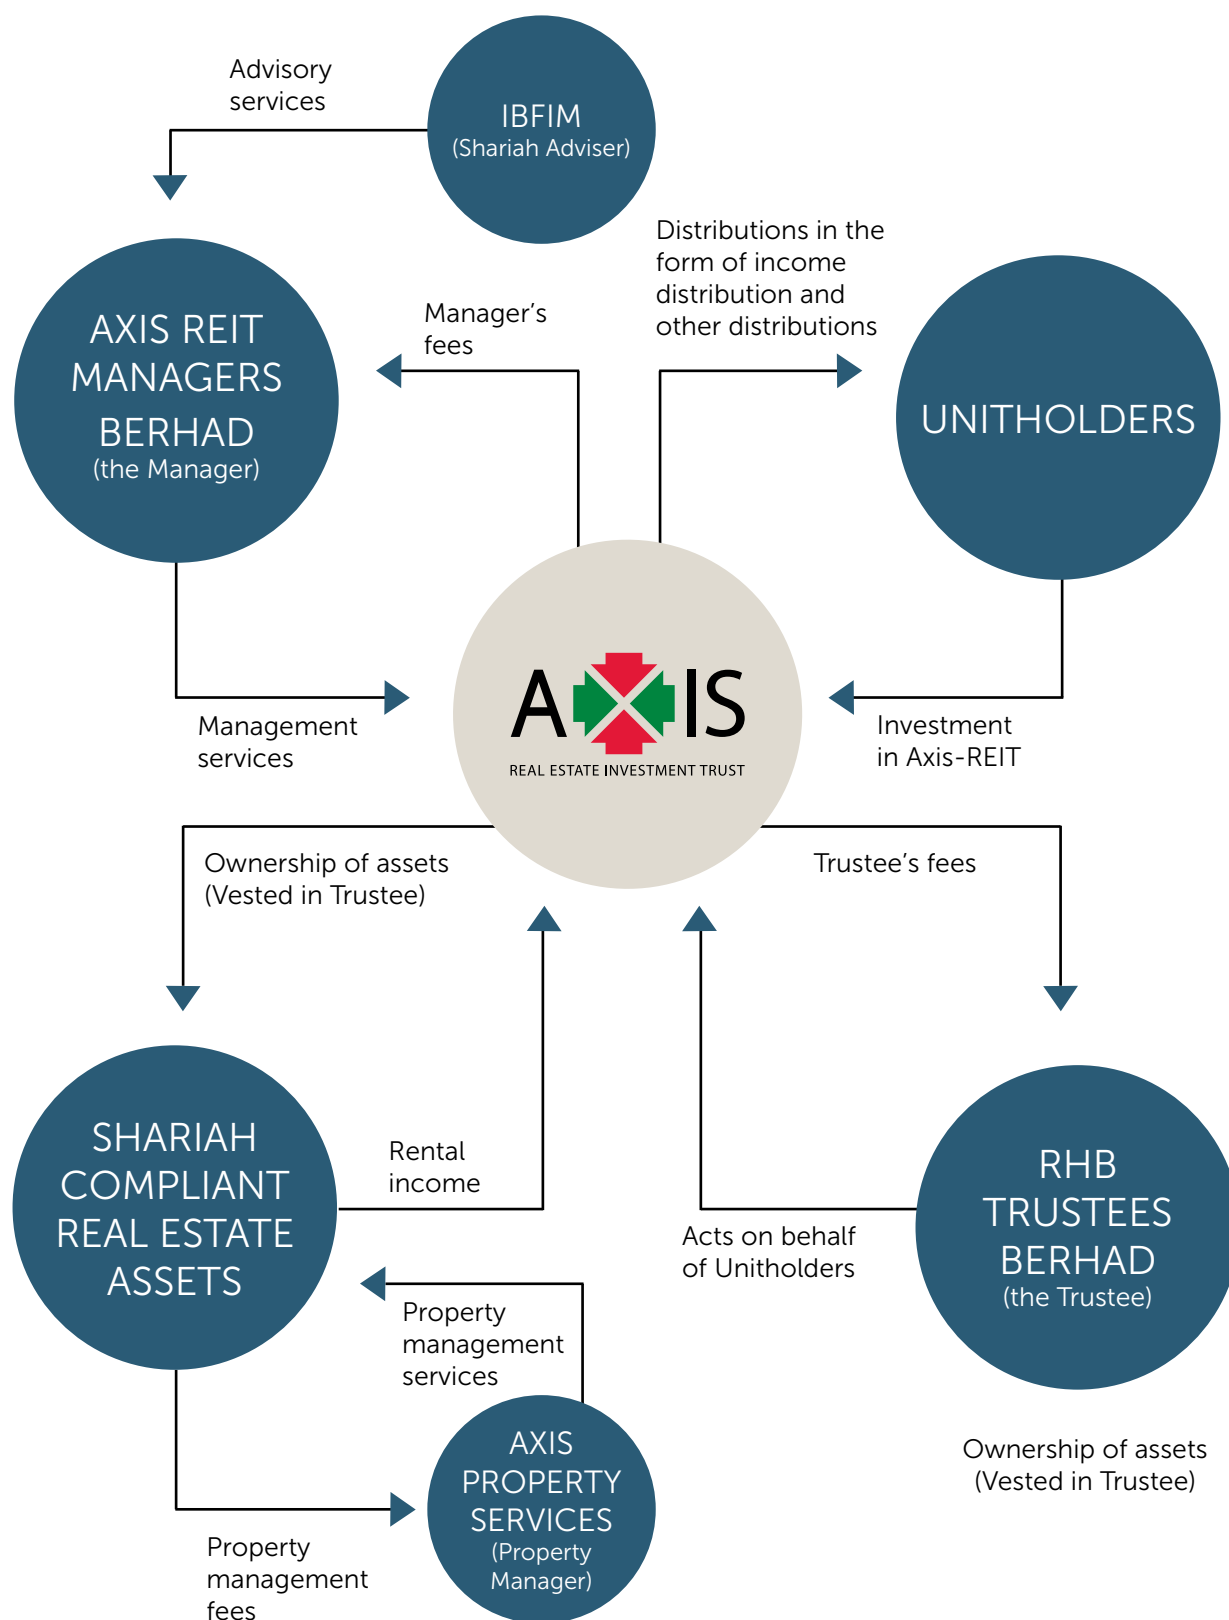 Advisory
services
IBFIM
(Shariah Adviser)
Distributions in the
form of income
distribution and
other distributions
AXIS REIT
MANAGERS
BERHAD
(the Manager)
Manager's
fees
UNITHOLDERS
AXIS
REAL ESTATE INVESTMENT TRUST
Management
services
Investment
in Axis-REIT
Ownership of assets
(Vested in Trustee)
Trustee's fees
SHARIAH
COMPLIANT
REAL ESTATE
ASSETS
Rental
income
Acts on behalf
of Unitholders
RHB
TRUSTEES
BERHAD
(the Trustee)
Property
management
services
AXIS
PROPERTY
SERVICES
(Property
Manager)
Ownership of assets
(Vested in Trustee)
Property
management
fees